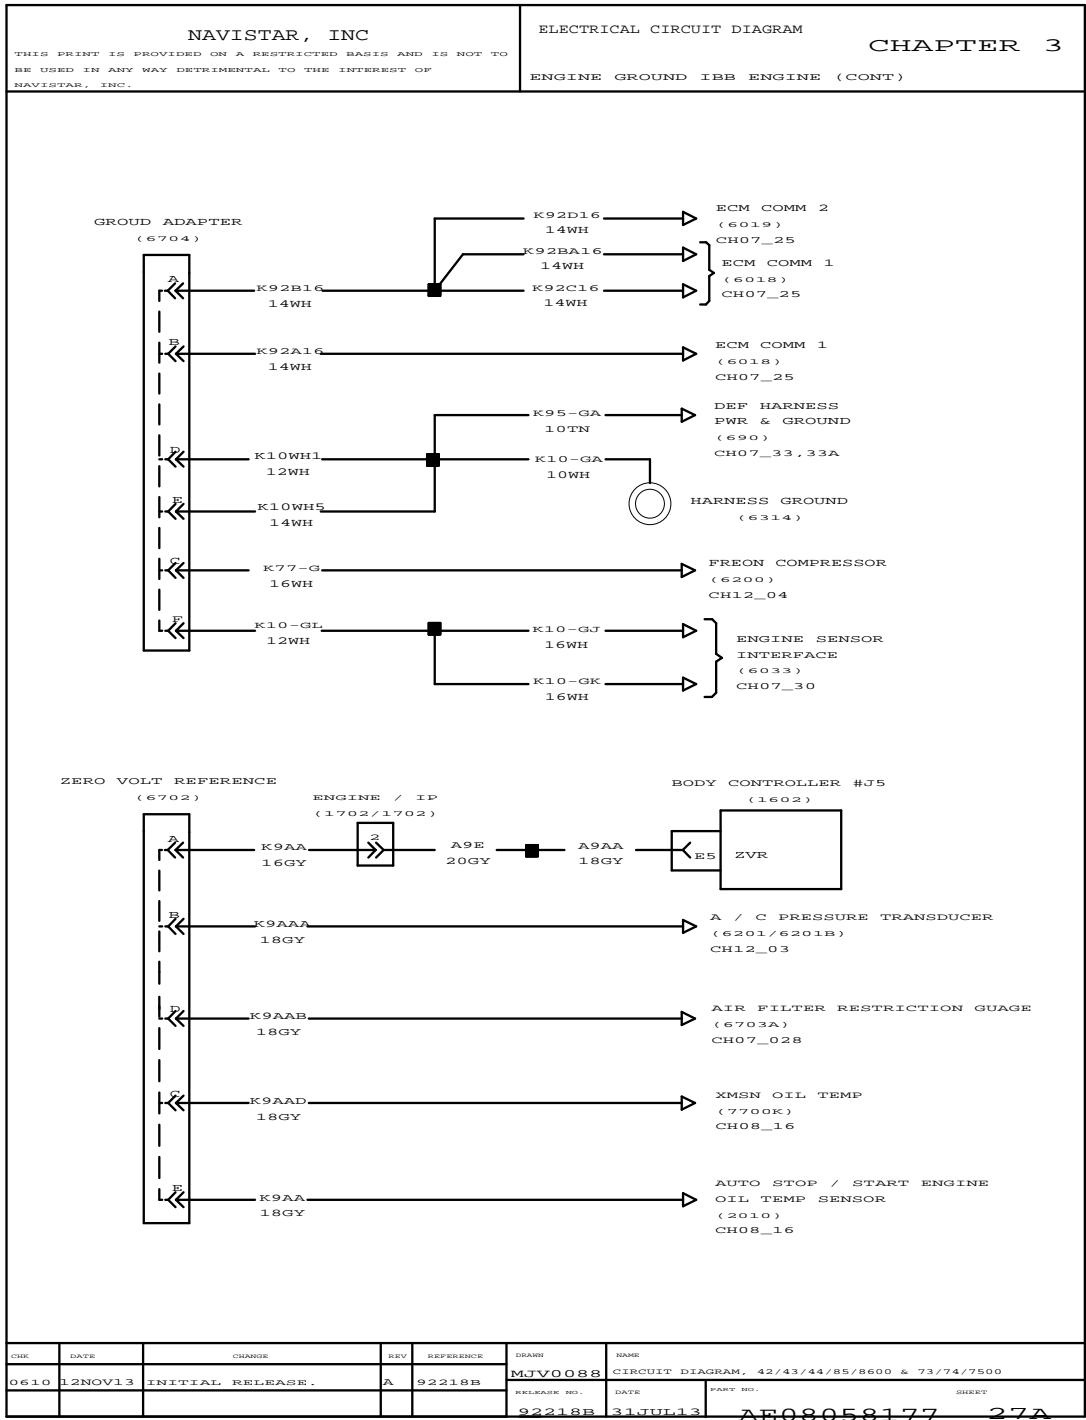 NAVISTAR, INC
THIS PRINT IS PROVIDED ON A RESTRICTED BASIS AND IS NOT TO
BE USED IN ANY WAY DETRIMENTAL TO THE INTEREST OF
NAVISTAR, INC.
ELECTRICAL CIRCUIT DIAGRAM
CHAPTER 3
ENGINE GROUND IBB ENGINE (CONT)
GROUD ADAPTER
(6704)
A
K92B16
14WH
K92D16
14WH
ECM COMM 2
(6019)
CH07_25
K92BA16
14WH
K92C16
14WH
ECM COMM 1
(6018)
CH07_25
B
K92A16
14WH
ECM COMM 1
(6018)
CH07_25
K95-GA
10TN
DEF HARNESS
PWR & GROUND
(690)
CH07_33,33A
D
K10WH1
12WH
K10-GA
10WH
HARNESS GROUND
(6314)
E
K10WH5
14WH
C
K77-G
16WH
FREON COMPRESSOR
(6200)
CH12_04
F
K10-GL
12WH
K10-GJ
16WH
K10-GK
16WH
ENGINE SENSOR
INTERFACE
(6033)
CH07_30
ZERO VOLT REFERENCE
(6702)
ENGINE / IP
(1702/1702)
BODY CONTROLLER #J5
(1602)
A
K9AA
16GY
2
A9E
20GY
A9AA
18GY
E5
ZVR
B
K9AAA
18GY
A / C PRESSURE TRANSDUCER
(6201/6201B)
CH12_03
D
K9AAB
18GY
AIR FILTER RESTRICTION GUAGE
(6703A)
CH07_028
C
K9AAD
18GY
XMSN OIL TEMP
(7700K)
CH08_16
E
K9AA
18GY
AUTO STOP / START ENGINE
OIL TEMP SENSOR
(2010)
CH08_16
CHK DATE CHANGE REV REFERENCE
0610 12NOV13 INITIAL RELEASE. A 92218B
DRAWN
MJV0088
NAME
CIRCUIT DIAGRAM, 42/43/44/85/8600 & 73/74/7500
RELEASE NO.
92218B
DATE
31JUL13
PART NO.
AE08058177
SHEET
27A